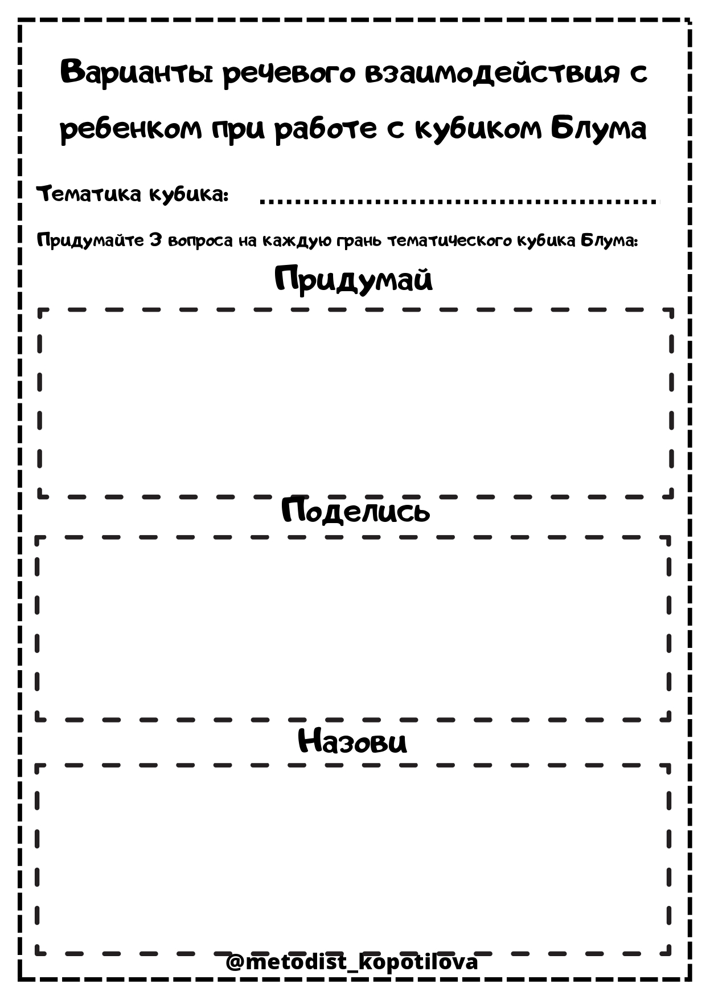 Варианты речевого взаимодействия с
ребенком при работе с кубиком Блума
Тематика кубика:
Придумайте 3 вопроса на каждую грань тематического кубика Блума:
Придумай
Поделись
Назови
@metodist_kopotilova